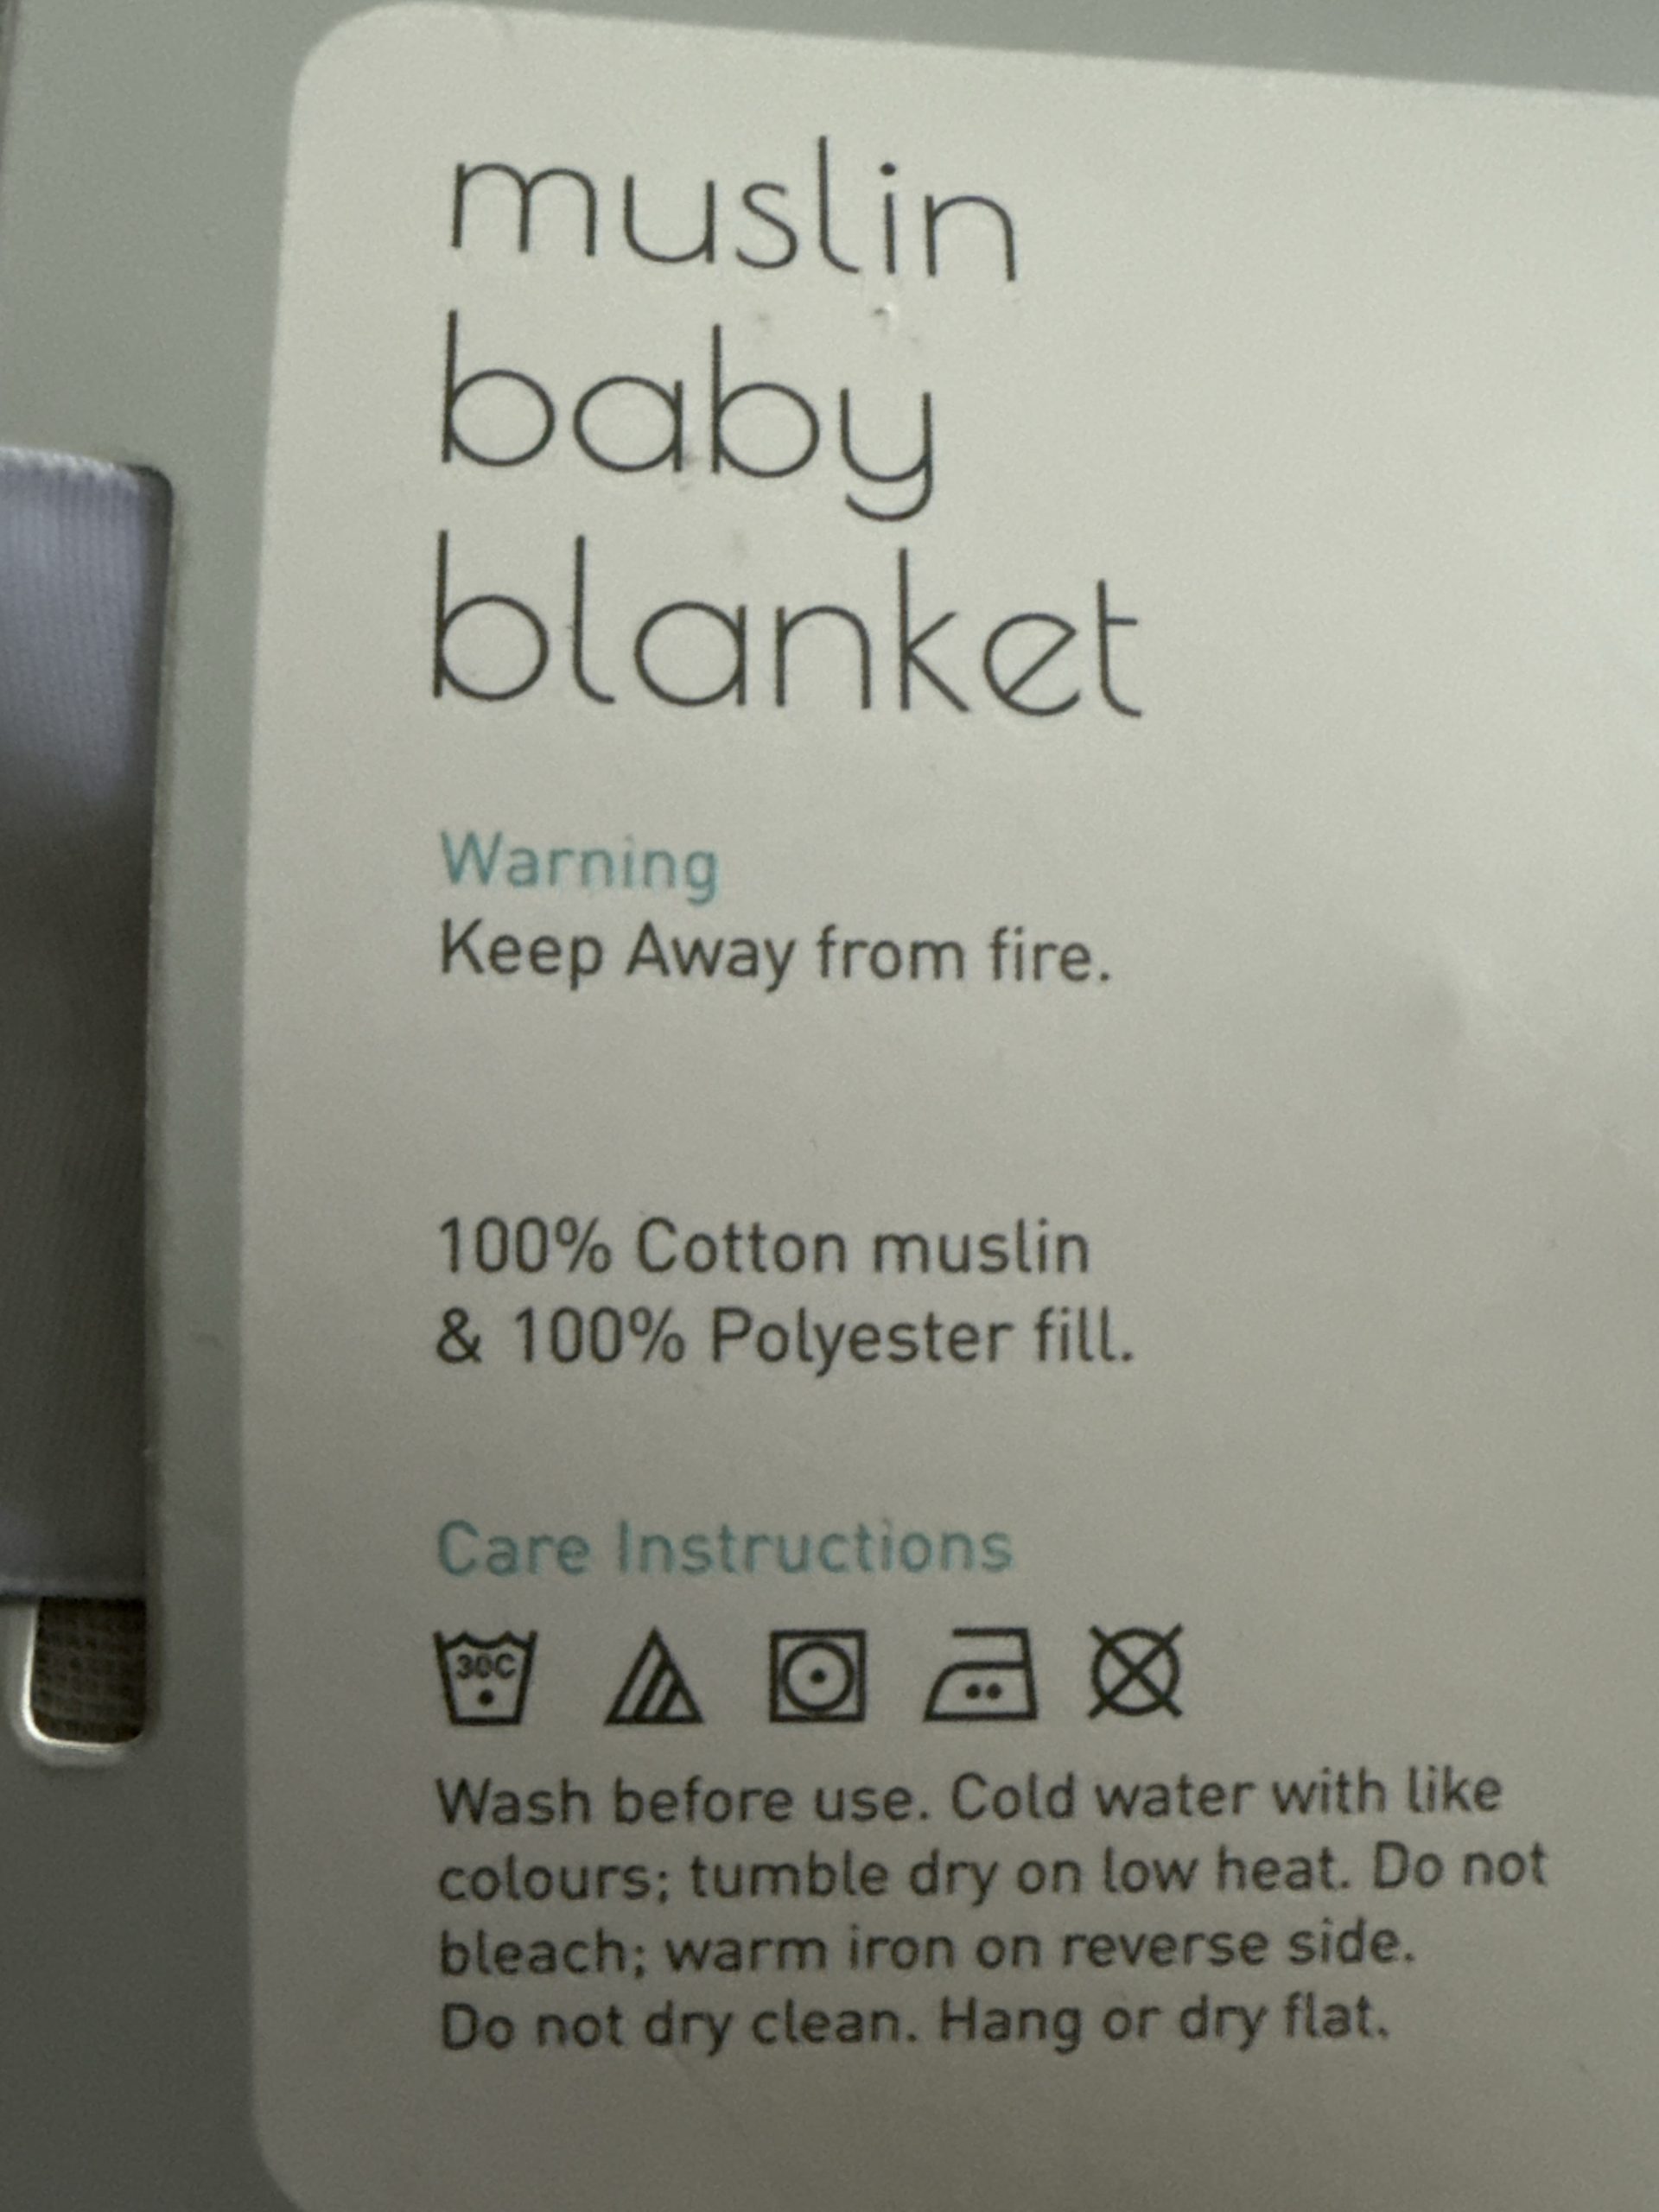 muslin
baby
blanket
Warning
Keep Away from fire.
100% Cotton muslin
& 100% Polyester fill.
Care Instructions
30C
Wash before use. Cold water with like
colours; tumble dry on low heat. Do not
bleach; warm iron on reverse side.
Do not dry clean. Hang or dry flat.